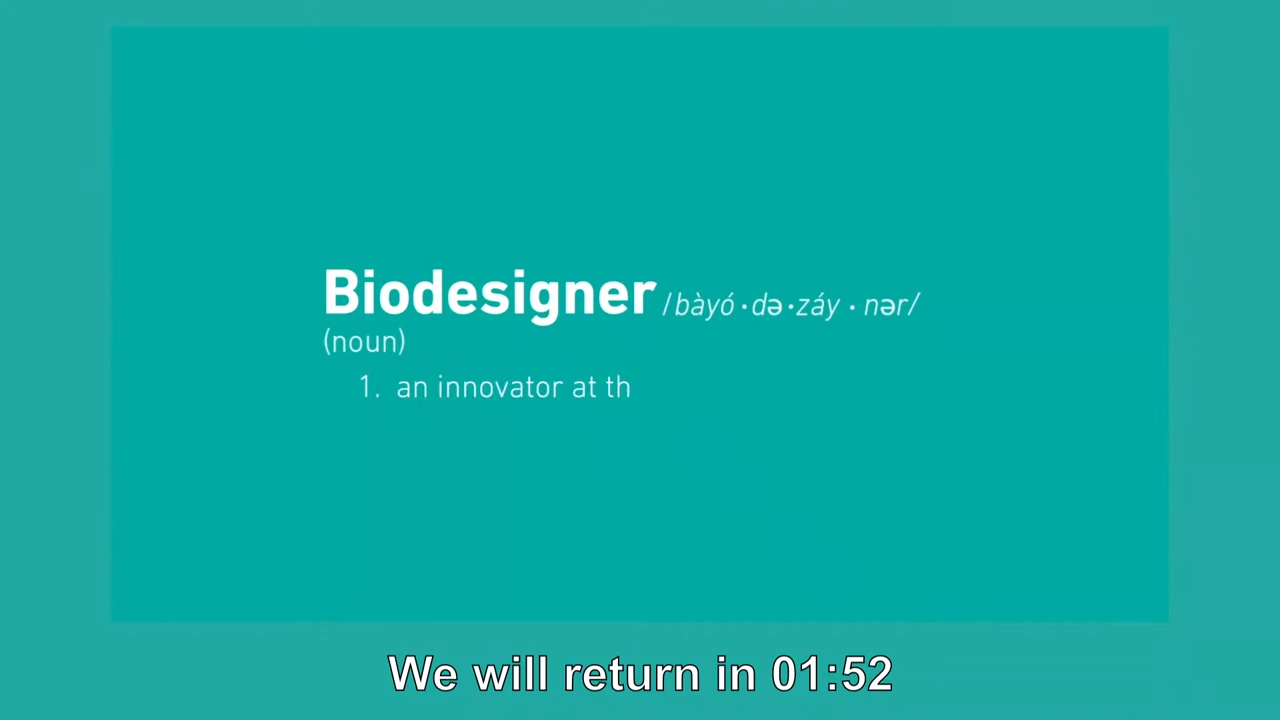 Biodesigner /bàyó·də·záy · nər/
(noun)
1. an innovator at th
We will return in 01:52